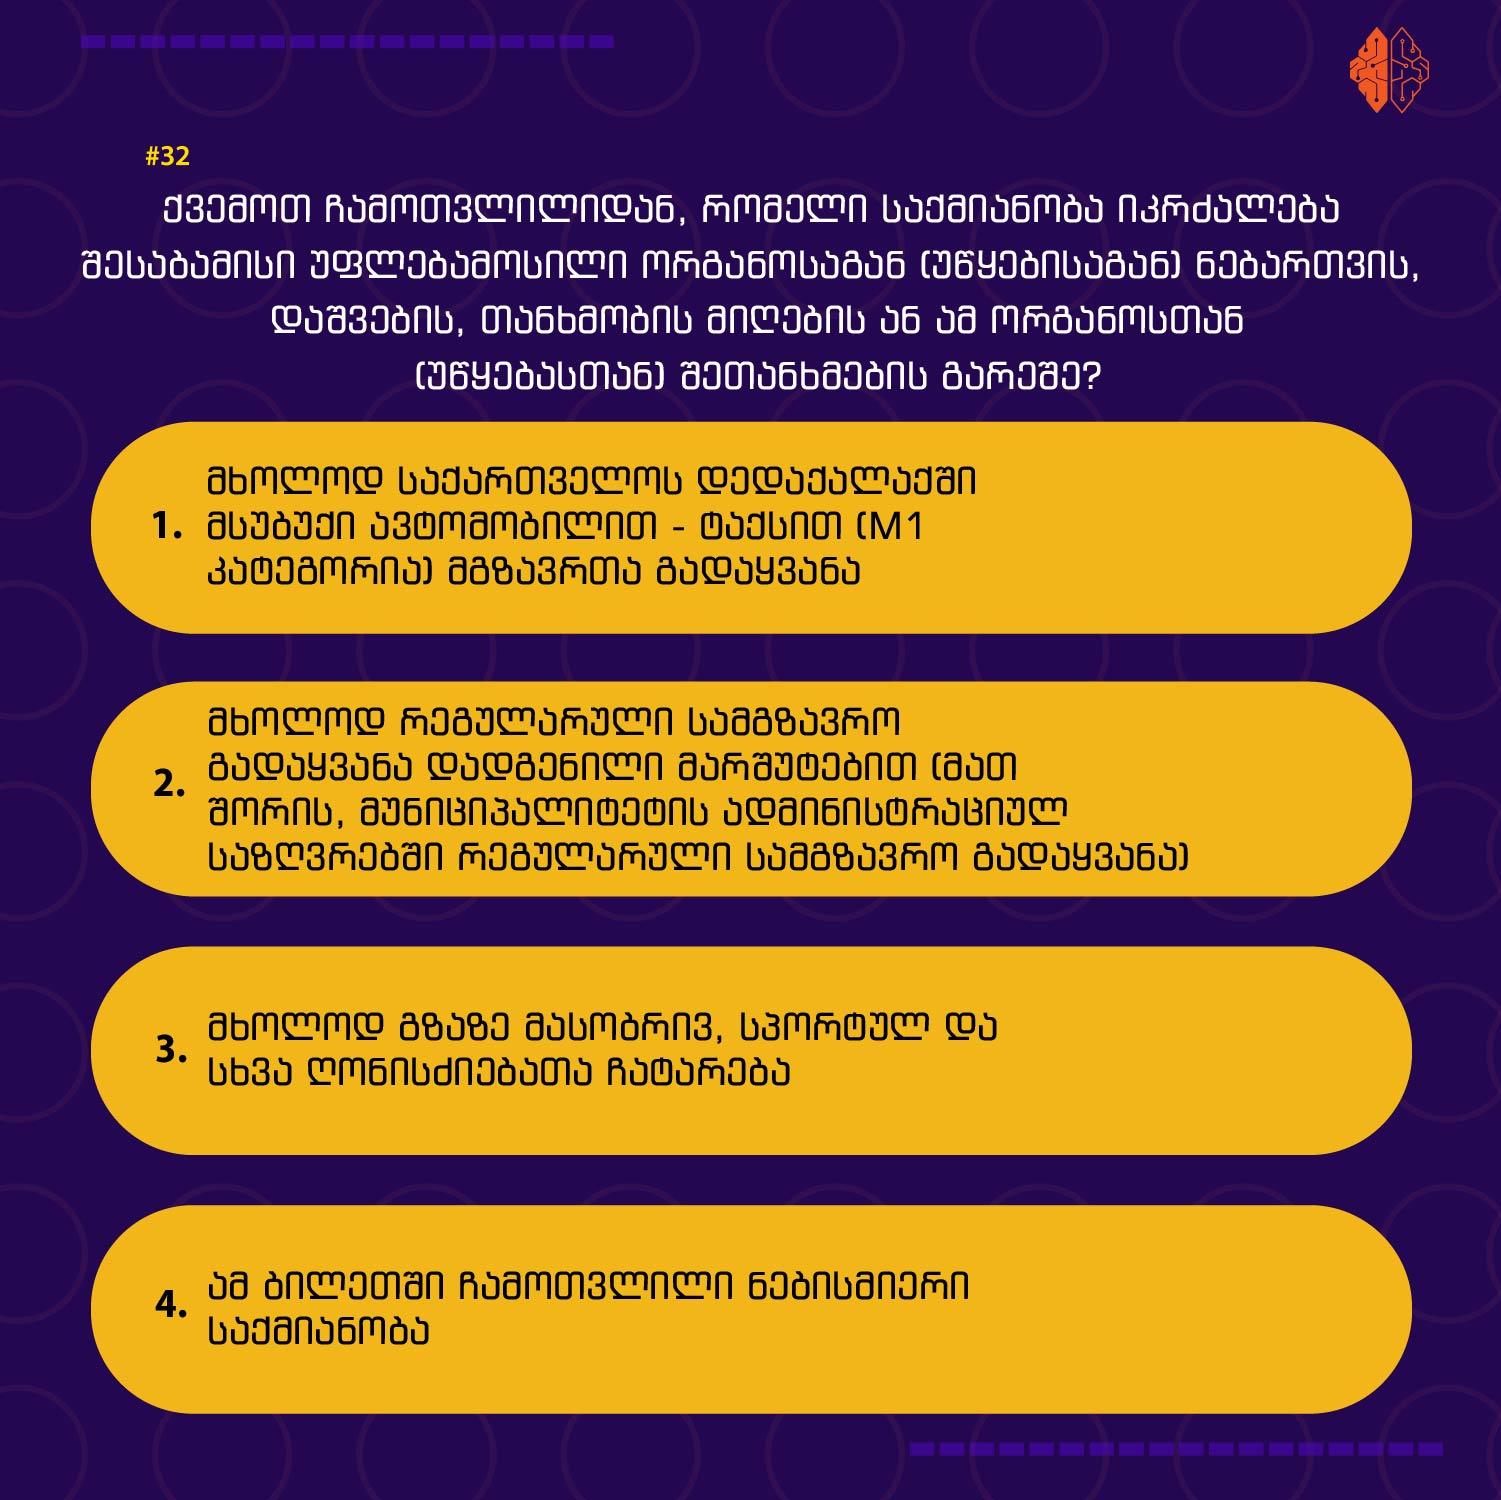 #32
ქვემოთ ჩამოთვლილიდან, რომელი საქმიანობა იკრძალება
შესაბამისი უფლებამოსილი ორგანოსაგან (უწყებისაგან) ნებართვის,
დაშვების, თანხმობის მიღების ან ამ ორგანოსთან
(უწყებასთან) შეთანხმების გარეშე?
1. მხოლოდ საქართველოს დედაქალაქში
მსუბუქი ავტომობილით - ტაქსით (M1
კატეგორია) მგზავრთა გადაყვანა
2. მხოლოდ რეგულარული სამგზავრო
გადაყვანა დადგენილი მარშუტებით (მათ
შორის, მუნიციპალიტეტის ადმინისტრაციულ
საზღვრებში რეგულარული სამგზავრო გადაყვანა)
3. მხოლოდ გზაზე მასობრივ, სპორტულ და
სხვა ღონისძიებათა ჩატარება
4. ამ ბილეთში ჩამოთვლილი ნებისმიერი
საქმიანობა